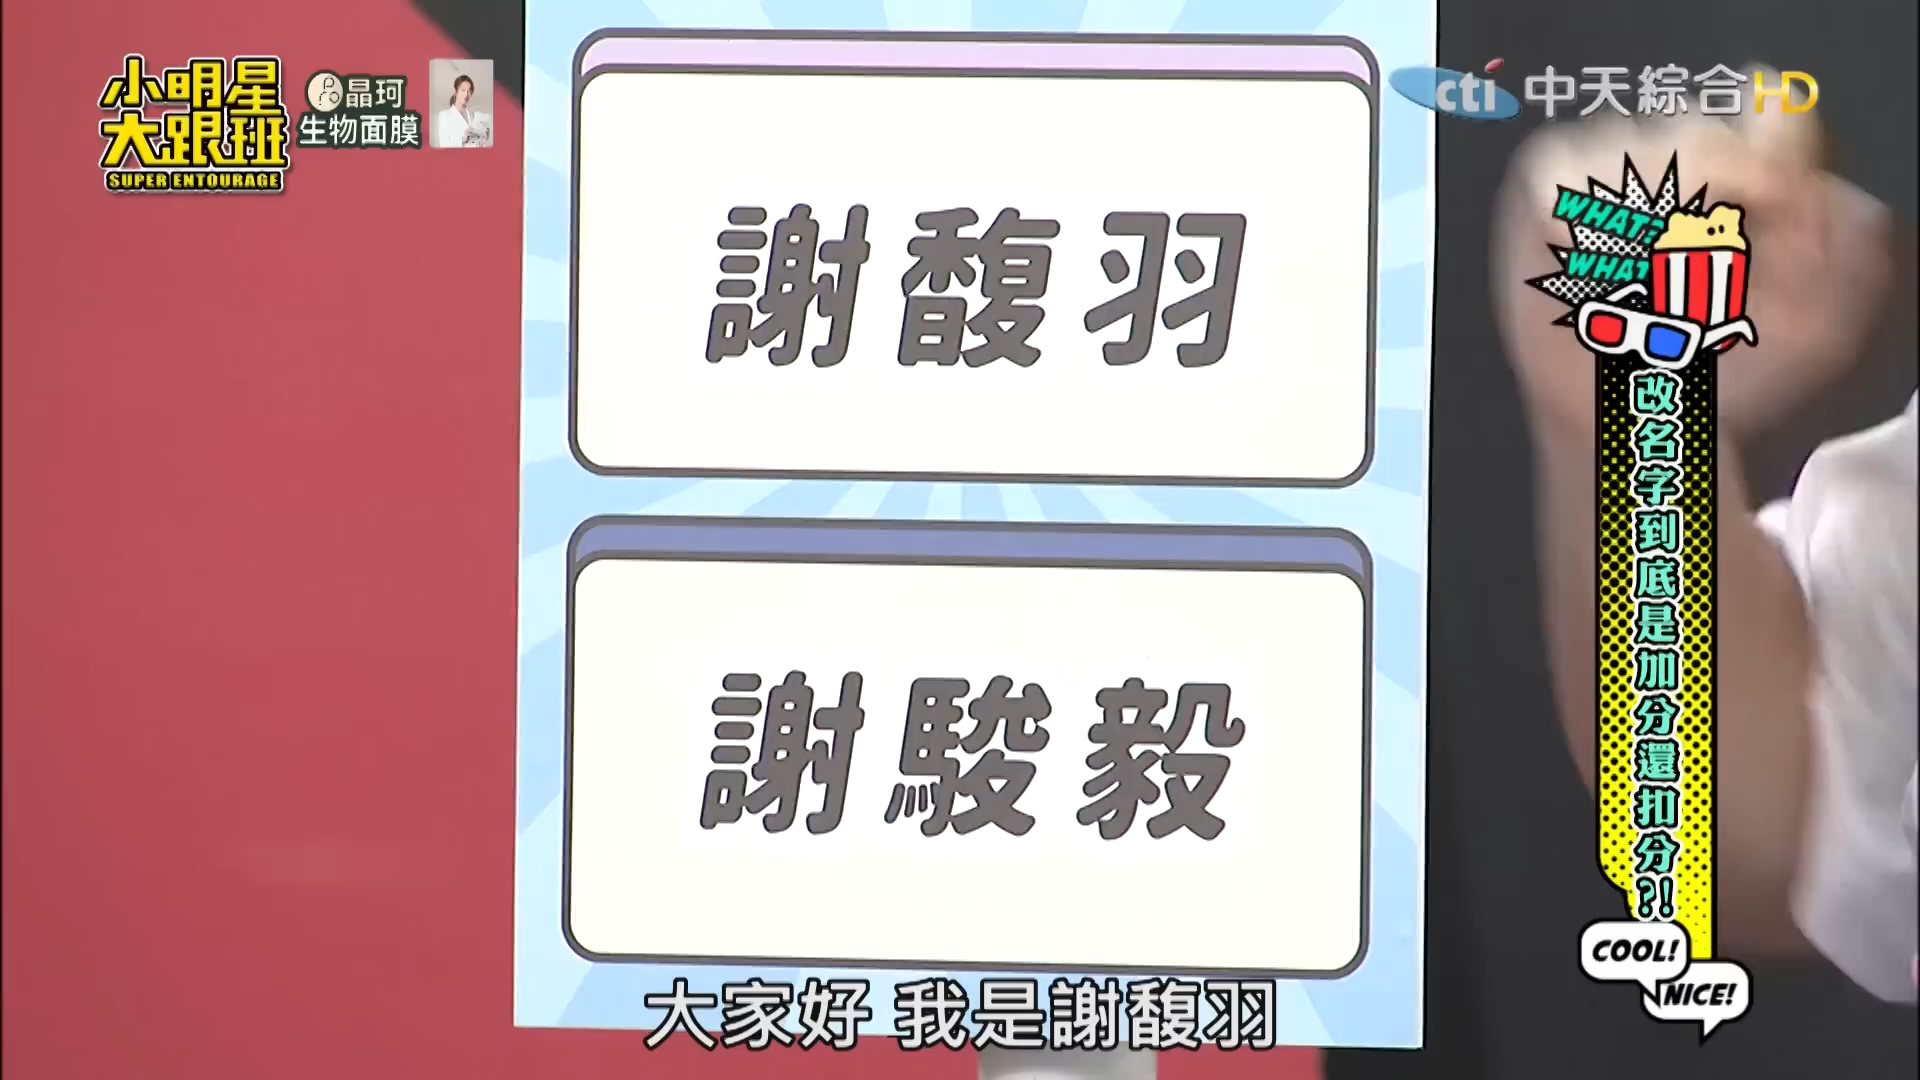 小明星
大跟班
SUPER ENTOURAGE
晶珂
生物面膜
cti 中天綜合HD
謝馥羽
謝駿毅
WHAT?
WHAT
改名字到底是加分還扣分?!
COOL!
NICE!
大家好 我是謝馥羽